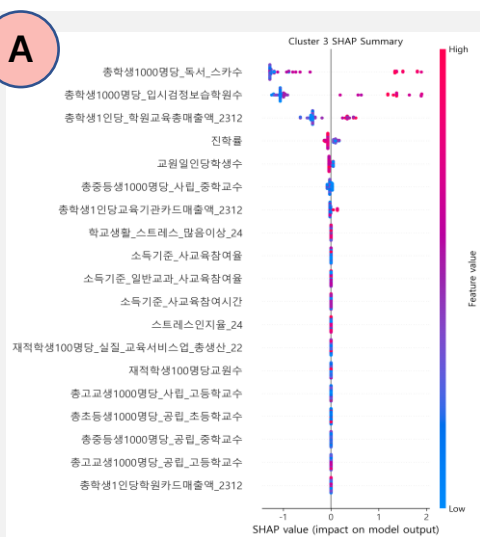 A
Cluster 3 SHAP Summary
High
총학생1000명당_독서_스카수
총학생1000명당_입시검정보습학원수
총학생1인당_학원교육총매출액_2312
진학률
교원일인당학생수
총중등생1000명당_사립_중학교수
총학생1인당교육기관카드매출액_2312
학교생활_스트레스_많음이상_24
소득기준_사교육참여율
소득기준_일반교과_사교육참여율
소득기준_사교육참여시간
스트레스인지율_24
재적학생100명당_실질_교육서비스업_총생산_22
재적학생100명당교원수
총고교생1000명당_사립_고등학교수
총초등생1000명당_공립_초등학교수
총중등생1000명당_공립_중학교수
총고교생1000명당_공립_고등학교수
총학생1인당학원카드매출액_2312
Feature value
Low
-1 0 1 2
SHAP value (impact on model output)